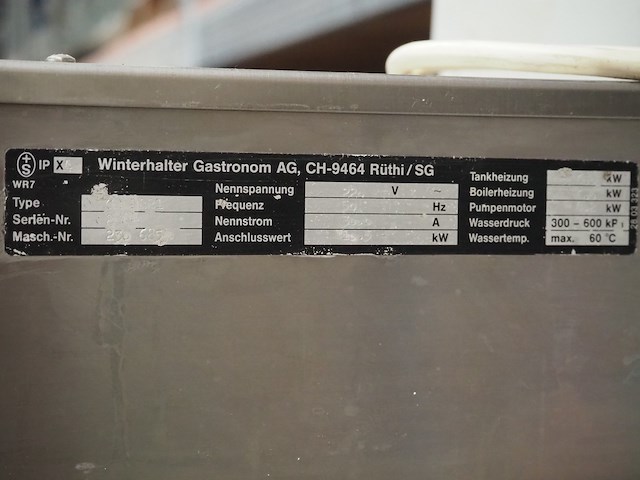 +S IP X Winterhalter Gastronom AG, CH-9464 Rüthi/SG
WR7
Type
Serien-Nr.
Masch.-Nr.
Nennspannung V ~
Frequenz Hz
Nennstrom A
Anschlusswert kW
Tankheizung kW
Boilerheizung kW
Pumpenmotor kW
Wasserdruck 300 – 600 kP
Wassertemp. max. 60 °C